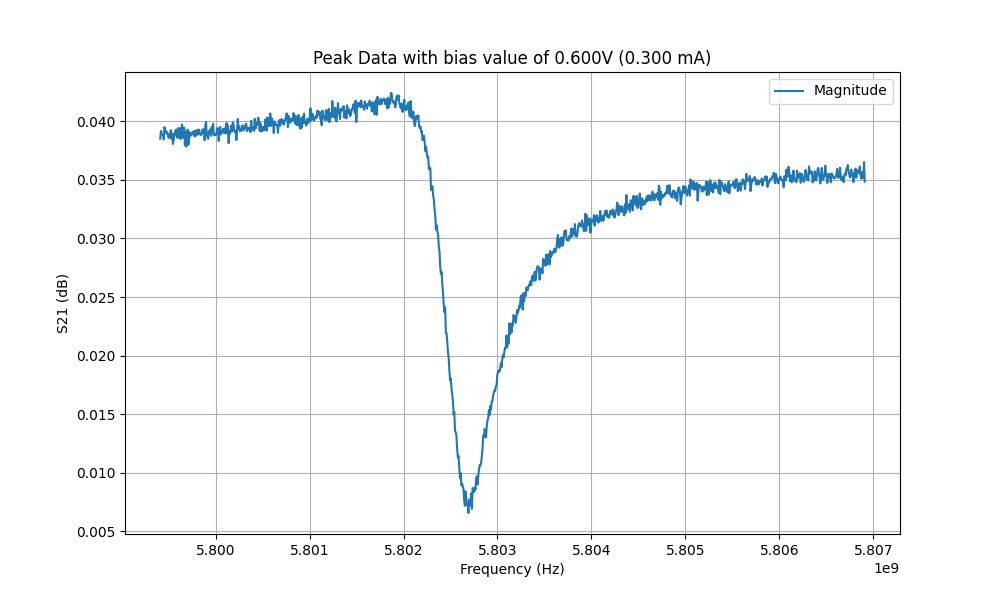 Peak Data with bias value of 0.600V (0.300 mA)
Magnitude
0.040
0.035
0.030
0.025
0.020
0.015
0.010
0.005
S21 (dB)
5.800 5.801 5.802 5.803 5.804 5.805 5.806 5.807
1e9
Frequency (Hz)